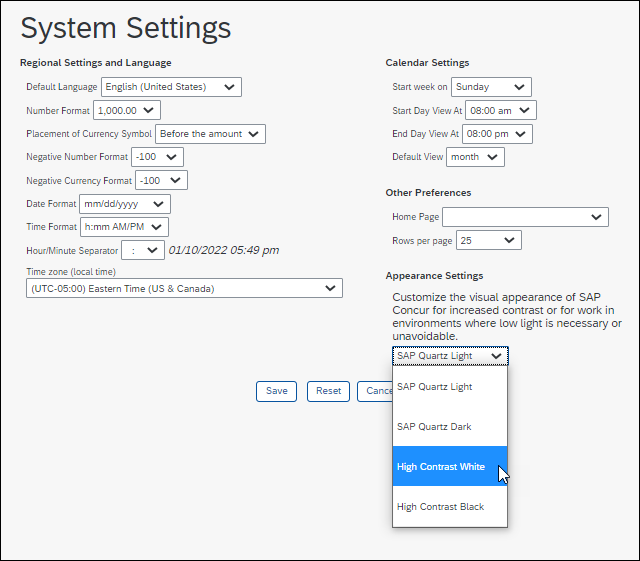 System Settings
Regional Settings and Language
Default Language English (United States)
Number Format 1,000.00
Placement of Currency Symbol Before the amount
Negative Number Format -100
Negative Currency Format -100
Date Format mm/dd/yyyy
Time Format h:mm AM/PM
Hour/Minute Separator : 01/10/2022 05:49 pm
Time zone (local time)
(UTC-05:00) Eastern Time (US & Canada)
Calendar Settings
Start week on Sunday
Start Day View At 08:00 am
End Day View At 08:00 pm
Default View month
Other Preferences
Home Page
Rows per page 25
Appearance Settings
Customize the visual appearance of SAP
Concur for increased contrast or for work in
environments where low light is necessary or
unavoidable.
SAP Quartz Light
SAP Quartz Light
SAP Quartz Dark
High Contrast White
High Contrast Black
Save Reset Cance